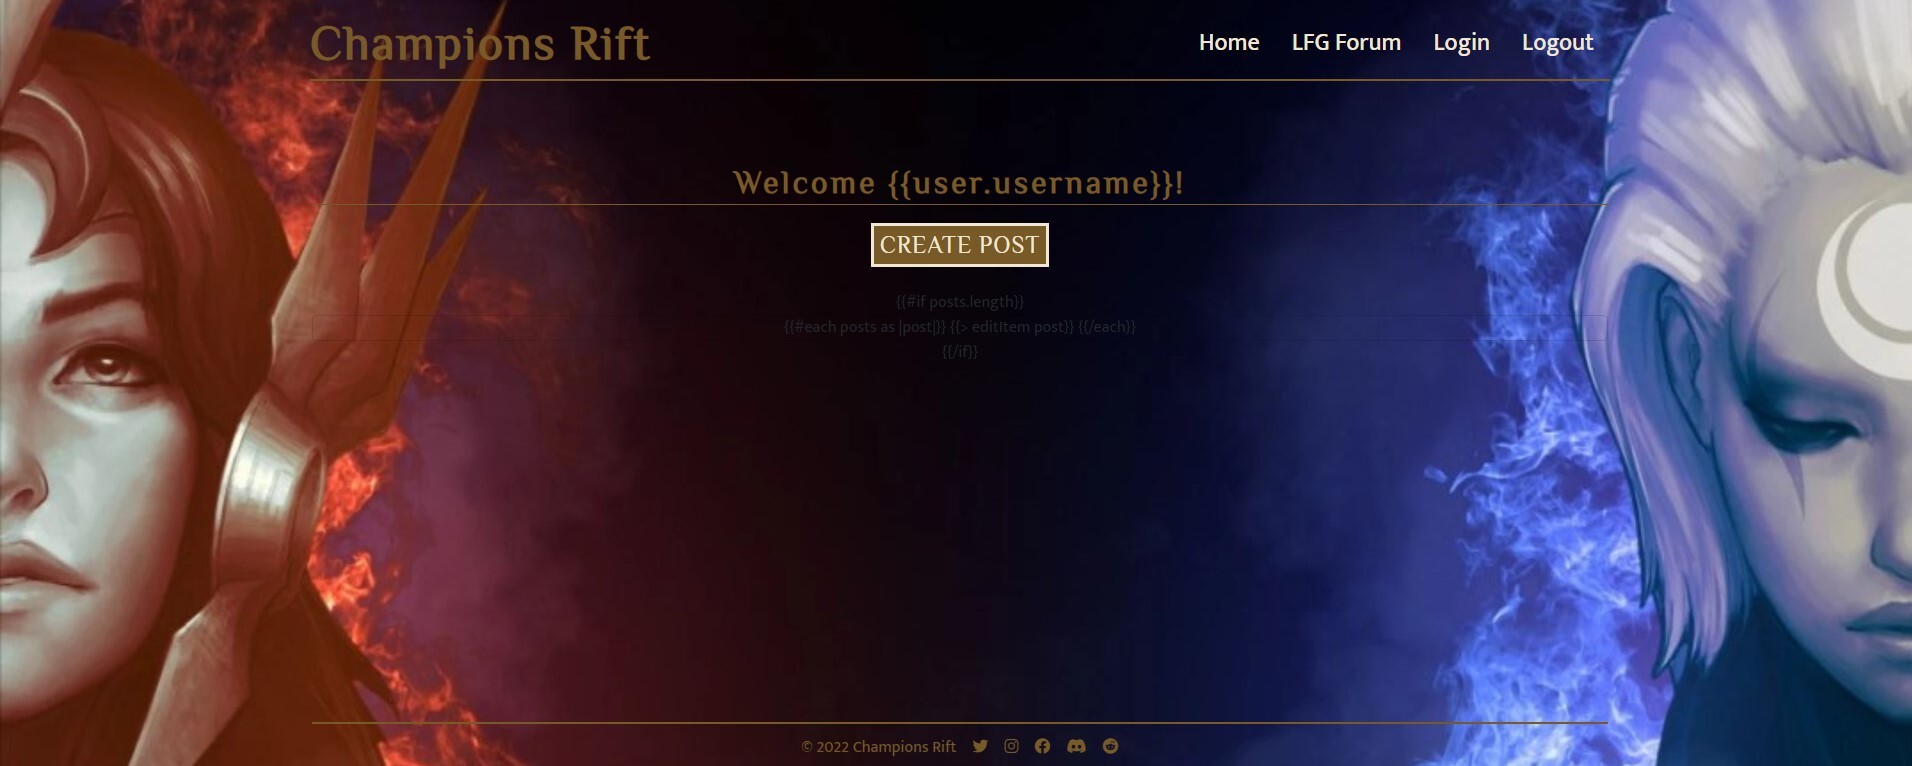 Champions Rift
Home LFG Forum Login Logout
Welcome {{user.username}}!
CREATE POST
{{#if posts.length}}
{{#each posts as |post|}} {{> editItem post}} {{/each}}
{{/if}}
© 2022 Champions Rift